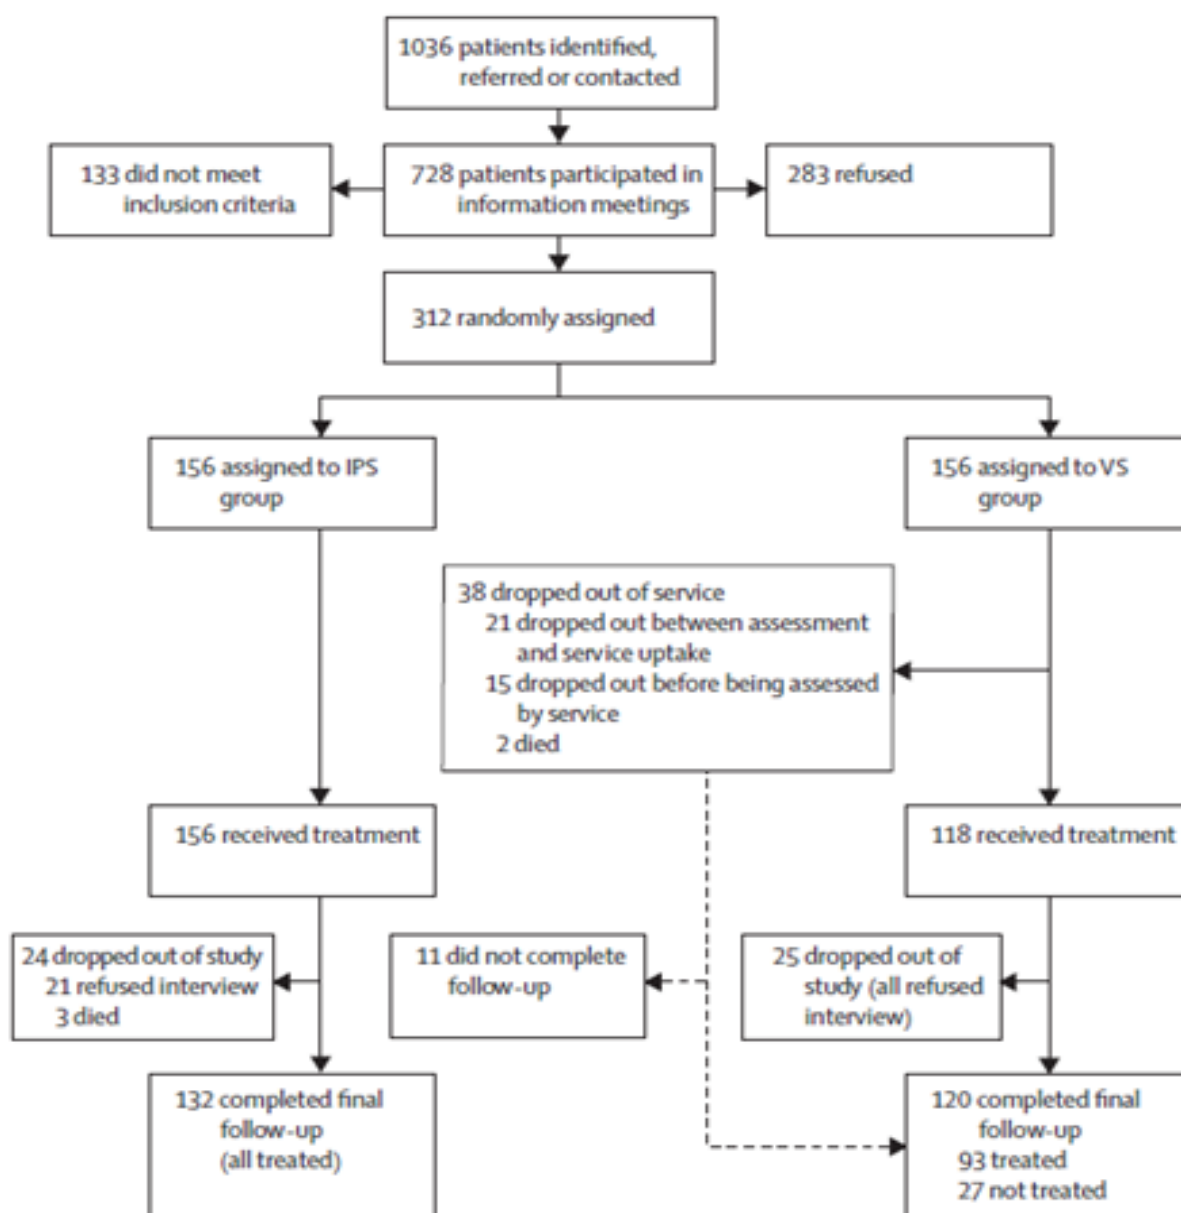 1036 patients identified,
referred or contacted
133 did not meet
inclusion criteria
728 patients participated in
information meetings
283 refused
312 randomly assigned
156 assigned to IPS
group
156 assigned to VS
group
38 dropped out of service
21 dropped out between assessment
and service uptake
15 dropped out before being assessed
by service
2 died
156 received treatment
118 received treatment
24 dropped out of study
21 refused interview
3 died
11 did not complete
follow-up
25 dropped out of
study (all refused
interview)
132 completed final
follow-up
(all treated)
120 completed final
follow-up
93 treated
27 not treated